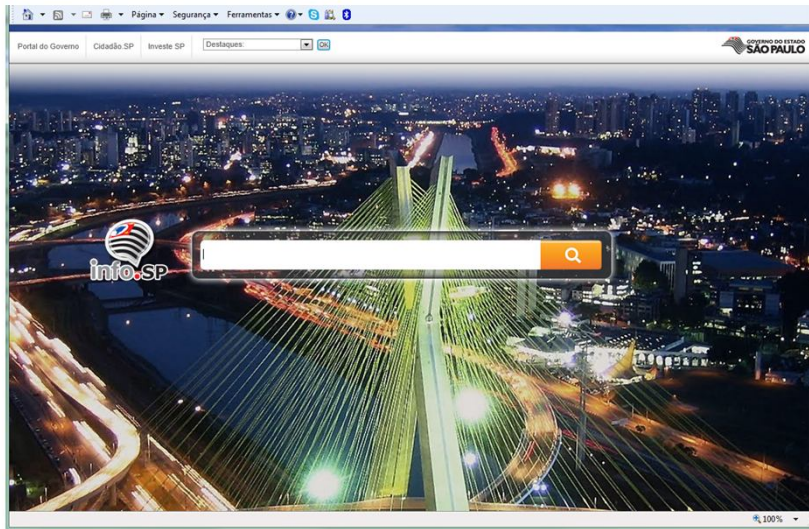 Página Segurança Ferramentas
Portal do Governo Cidadão.SP Investe SP Destaques: OK
GOVERNO DO ESTADO
SÃO PAULO
info.SP
100%